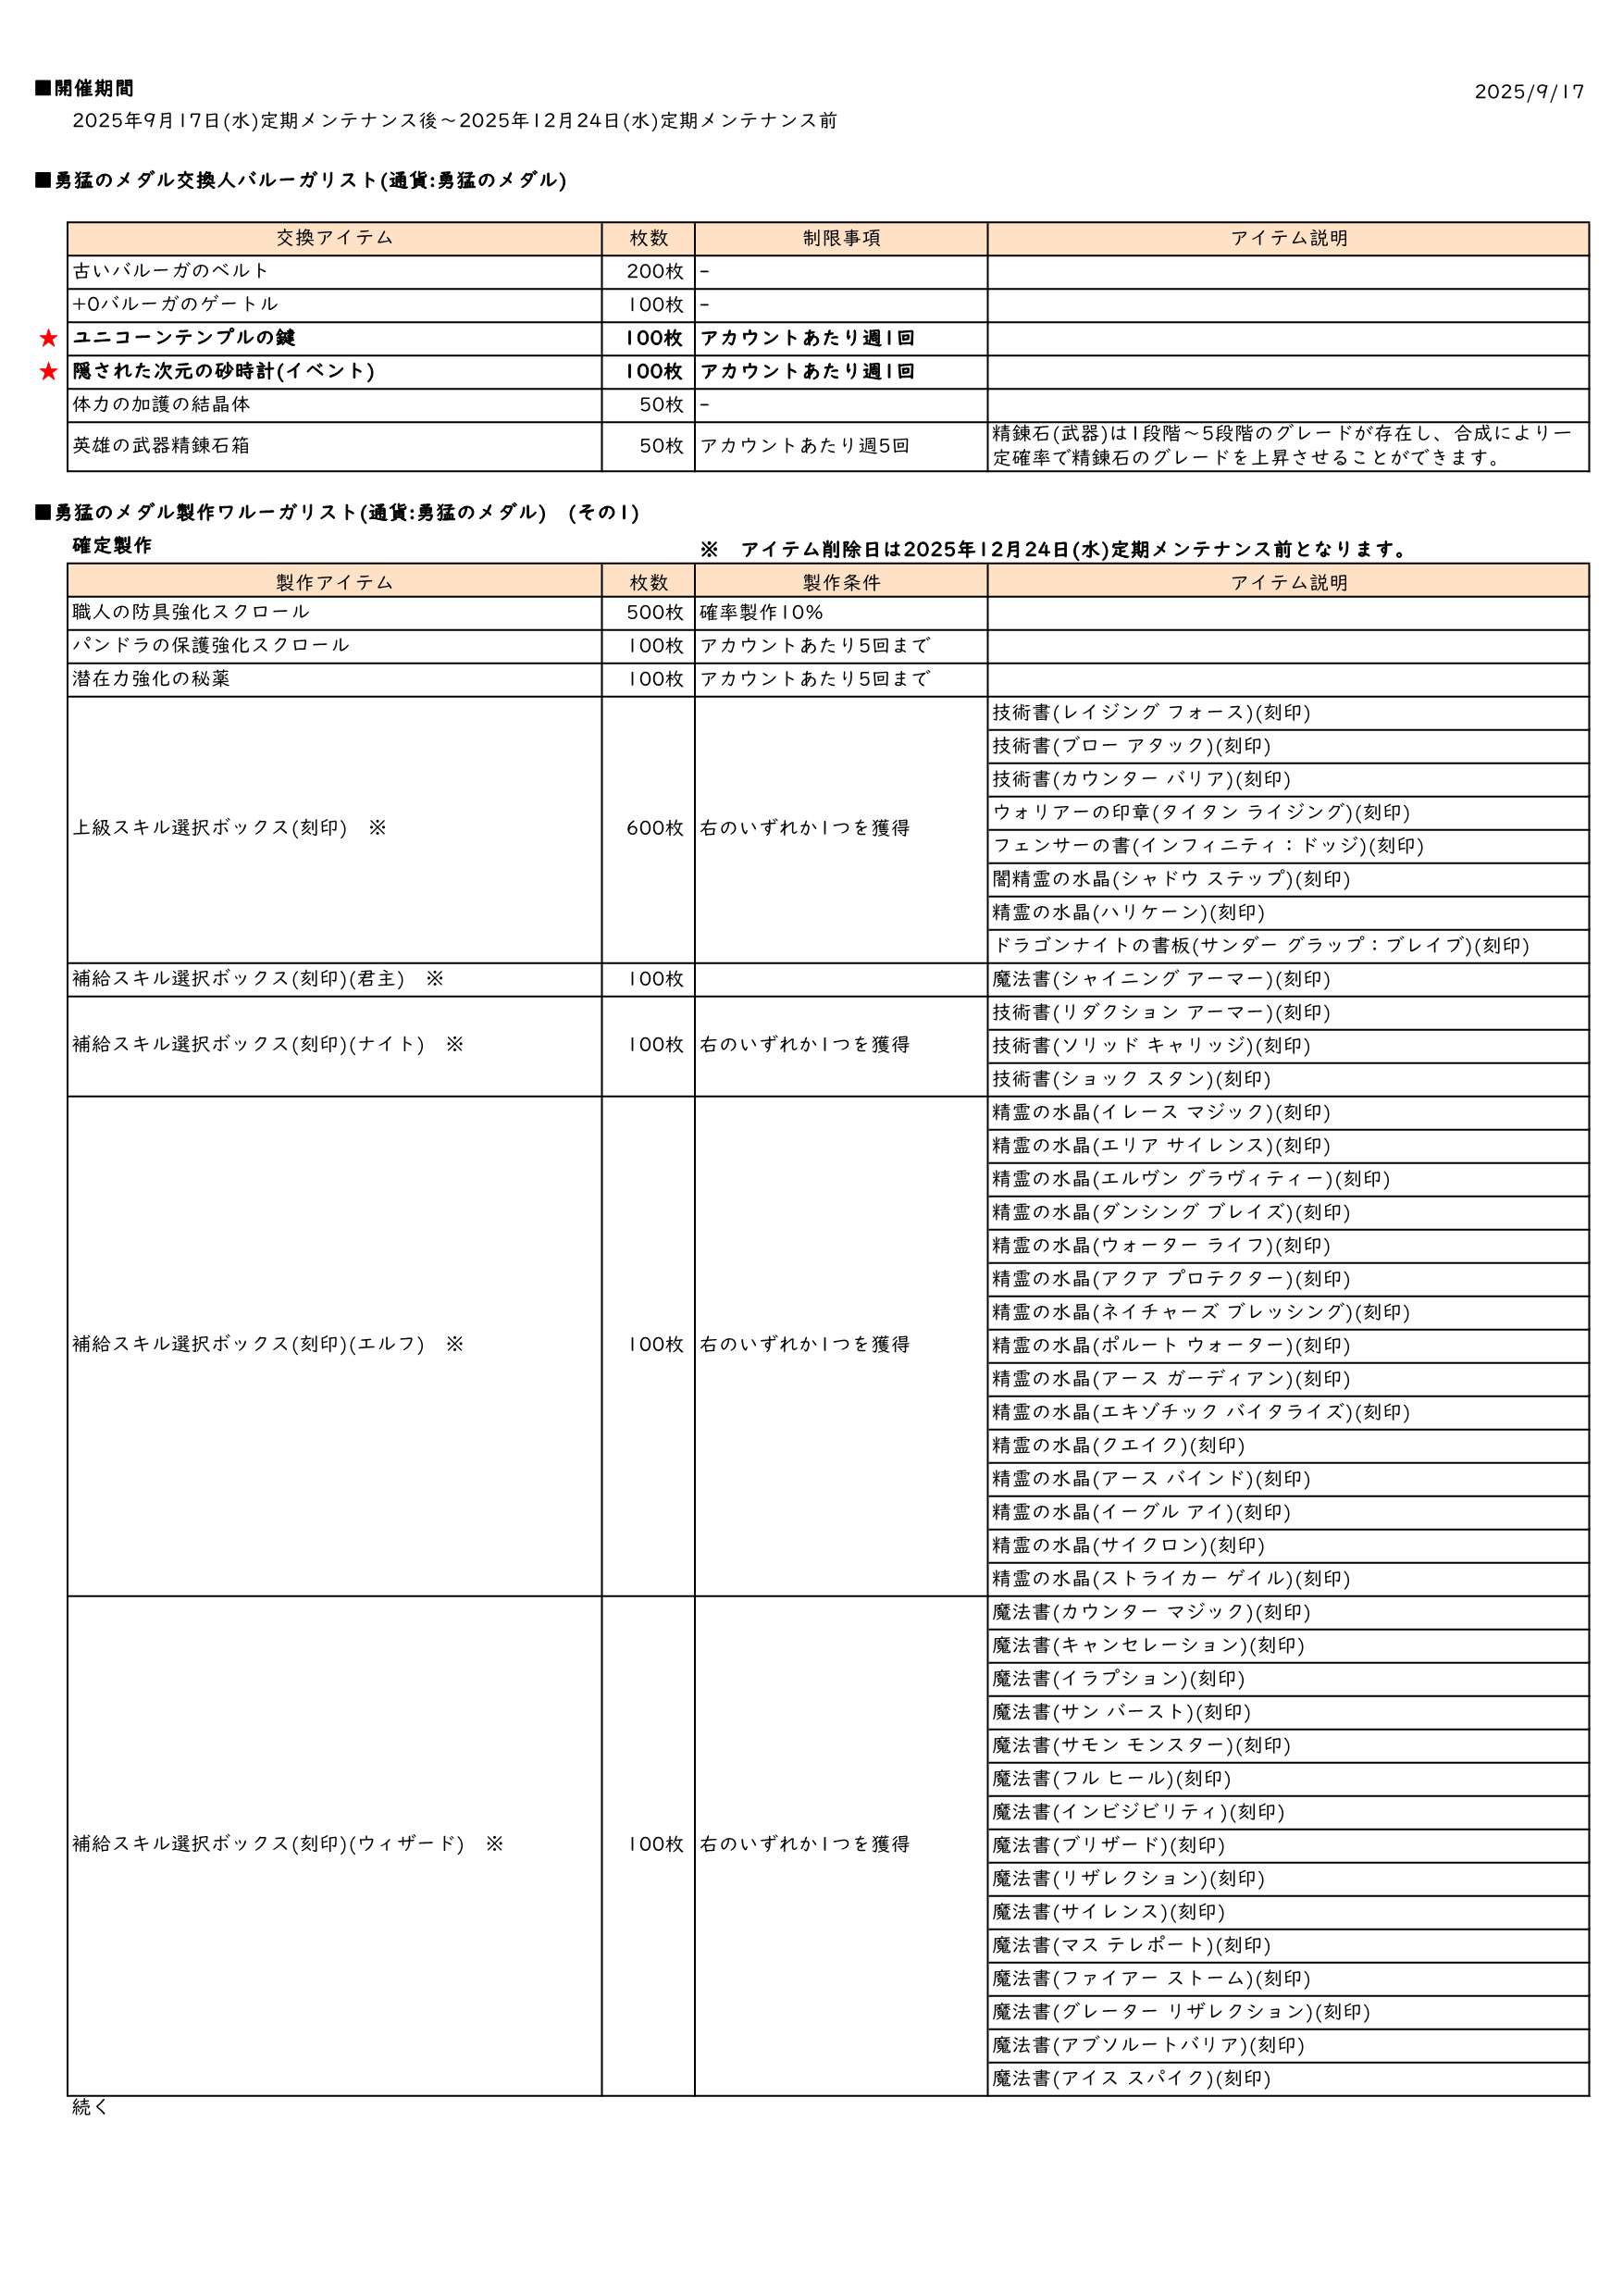 ■開催期間
2025/9/17
2025年9月17日(水)定期メンテナンス後～2025年12月24日(水)定期メンテナンス前
■勇猛のメダル交換人バルーガリスト(通貨:勇猛のメダル)
交換アイテム 枚数 制限事項 アイテム説明
古いバルーガのベルト 200枚 -
+0バルーガのゲートル 100枚 -
★ ユニコーンテンプルの鍵 100枚 アカウントあたり週1回
★ 隠された次元の砂時計(イベント) 100枚 アカウントあたり週1回
体力の加護の結晶体 50枚 -
英雄の武器精錬石箱 50枚 アカウントあたり週5回
精錬石(武器)は1段階～5段階のグレードが存在し、合成により一
定確率で精錬石のグレードを上昇させることができます。
■勇猛のメダル製作ワルーガリスト(通貨:勇猛のメダル)　(その1)
確定製作
※　アイテム削除日は2025年12月24日(水)定期メンテナンス前となります。
製作アイテム 枚数 製作条件 アイテム説明
職人の防具強化スクロール 500枚 確率製作10%
パンドラの保護強化スクロール 100枚 アカウントあたり5回まで
潜在力強化の秘薬 100枚 アカウントあたり5回まで
上級スキル選択ボックス(刻印)　※ 600枚 右のいずれか1つを獲得
技術書(レイジング フォース)(刻印)
技術書(ブロー アタック)(刻印)
技術書(カウンター バリア)(刻印)
ウォリアーの印章(タイタン ライジング)(刻印)
フェンサーの書(インフィニティ：ドッジ)(刻印)
闇精霊の水晶(シャドウ ステップ)(刻印)
精霊の水晶(ハリケーン)(刻印)
ドラゴンナイトの書板(サンダー グラップ：ブレイブ)(刻印)
補給スキル選択ボックス(刻印)(君主)　※ 100枚 魔法書(シャイニング アーマー)(刻印)
補給スキル選択ボックス(刻印)(ナイト)　※ 100枚 右のいずれか1つを獲得
技術書(リダクション アーマー)(刻印)
技術書(ソリッド キャリッジ)(刻印)
技術書(ショック スタン)(刻印)
補給スキル選択ボックス(刻印)(エルフ)　※ 100枚 右のいずれか1つを獲得
精霊の水晶(イレース マジック)(刻印)
精霊の水晶(エリア サイレンス)(刻印)
精霊の水晶(エルヴン グラヴィティー)(刻印)
精霊の水晶(ダンシング ブレイズ)(刻印)
精霊の水晶(ウォーター ライフ)(刻印)
精霊の水晶(アクア プロテクター)(刻印)
精霊の水晶(ネイチャーズ ブレッシング)(刻印)
精霊の水晶(ポルート ウォーター)(刻印)
精霊の水晶(アース ガーディアン)(刻印)
精霊の水晶(エキゾチック バイタライズ)(刻印)
精霊の水晶(クエイク)(刻印)
精霊の水晶(アース バインド)(刻印)
精霊の水晶(イーグル アイ)(刻印)
精霊の水晶(サイクロン)(刻印)
精霊の水晶(ストライカー ゲイル)(刻印)
補給スキル選択ボックス(刻印)(ウィザード)　※ 100枚 右のいずれか1つを獲得
魔法書(カウンター マジック)(刻印)
魔法書(キャンセレーション)(刻印)
魔法書(イラプション)(刻印)
魔法書(サン バースト)(刻印)
魔法書(サモン モンスター)(刻印)
魔法書(フル ヒール)(刻印)
魔法書(インビジビリティ)(刻印)
魔法書(ブリザード)(刻印)
魔法書(リザレクション)(刻印)
魔法書(サイレンス)(刻印)
魔法書(マス テレポート)(刻印)
魔法書(ファイアー ストーム)(刻印)
魔法書(グレーター リザレクション)(刻印)
魔法書(アブソルートバリア)(刻印)
魔法書(アイス スパイク)(刻印)
続く